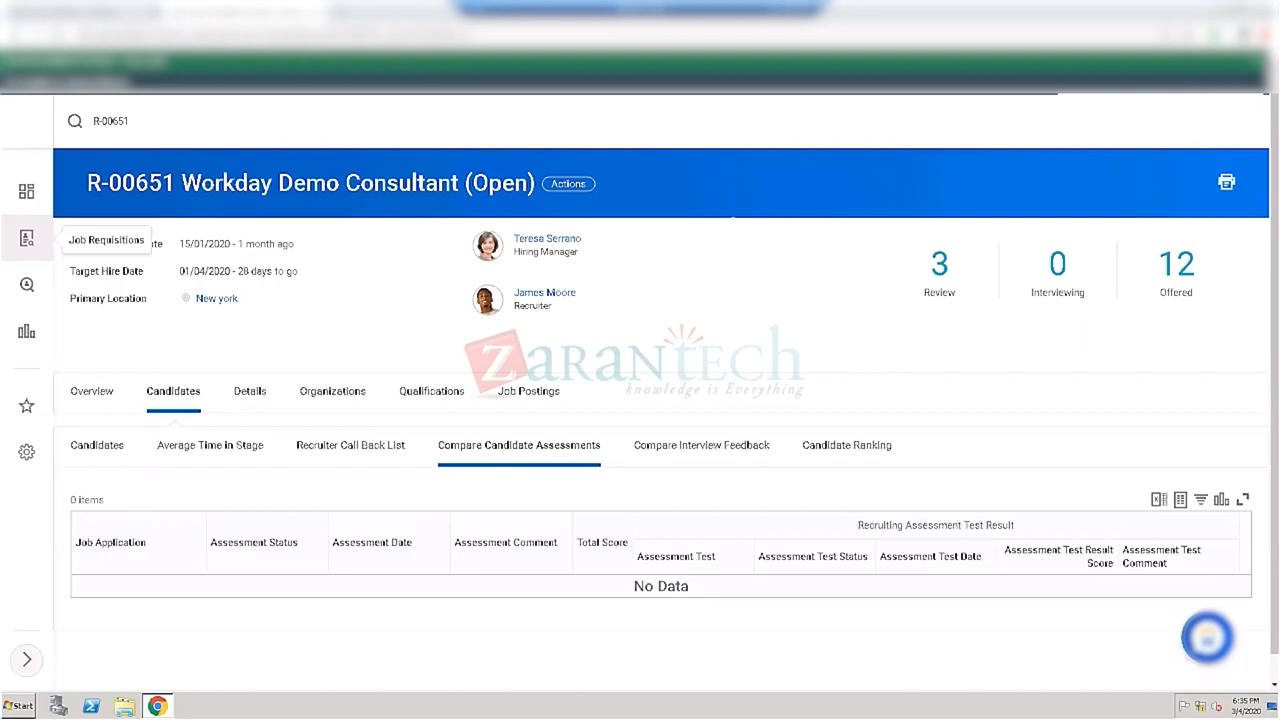 R-00651
R-00651 Workday Demo Consultant (Open) Actions
Job Requisitions
te 15/01/2020 - 1 month ago
Target Hire Date 01/04/2020 - 28 days to go
Primary Location New york
Teresa Serrano
Hiring Manager
James Moore
Recruiter
3 0 12
Review Interviewing Offered
ZARANTECH
knowledge is Everything
Overview Candidates Details Organizations Qualifications Job Postings
Candidates Average Time in Stage Recruiter Call Back List Compare Candidate Assessments Compare Interview Feedback Candidate Ranking
0 items
Recruiting Assessment Test Result
Job Application Assessment Status Assessment Date Assessment Comment Total Score Assessment Test Assessment Test Status Assessment Test Date Assessment Test Result Score Assessment Test Comment
No Data
Start
6:35 PM
3/4/2020